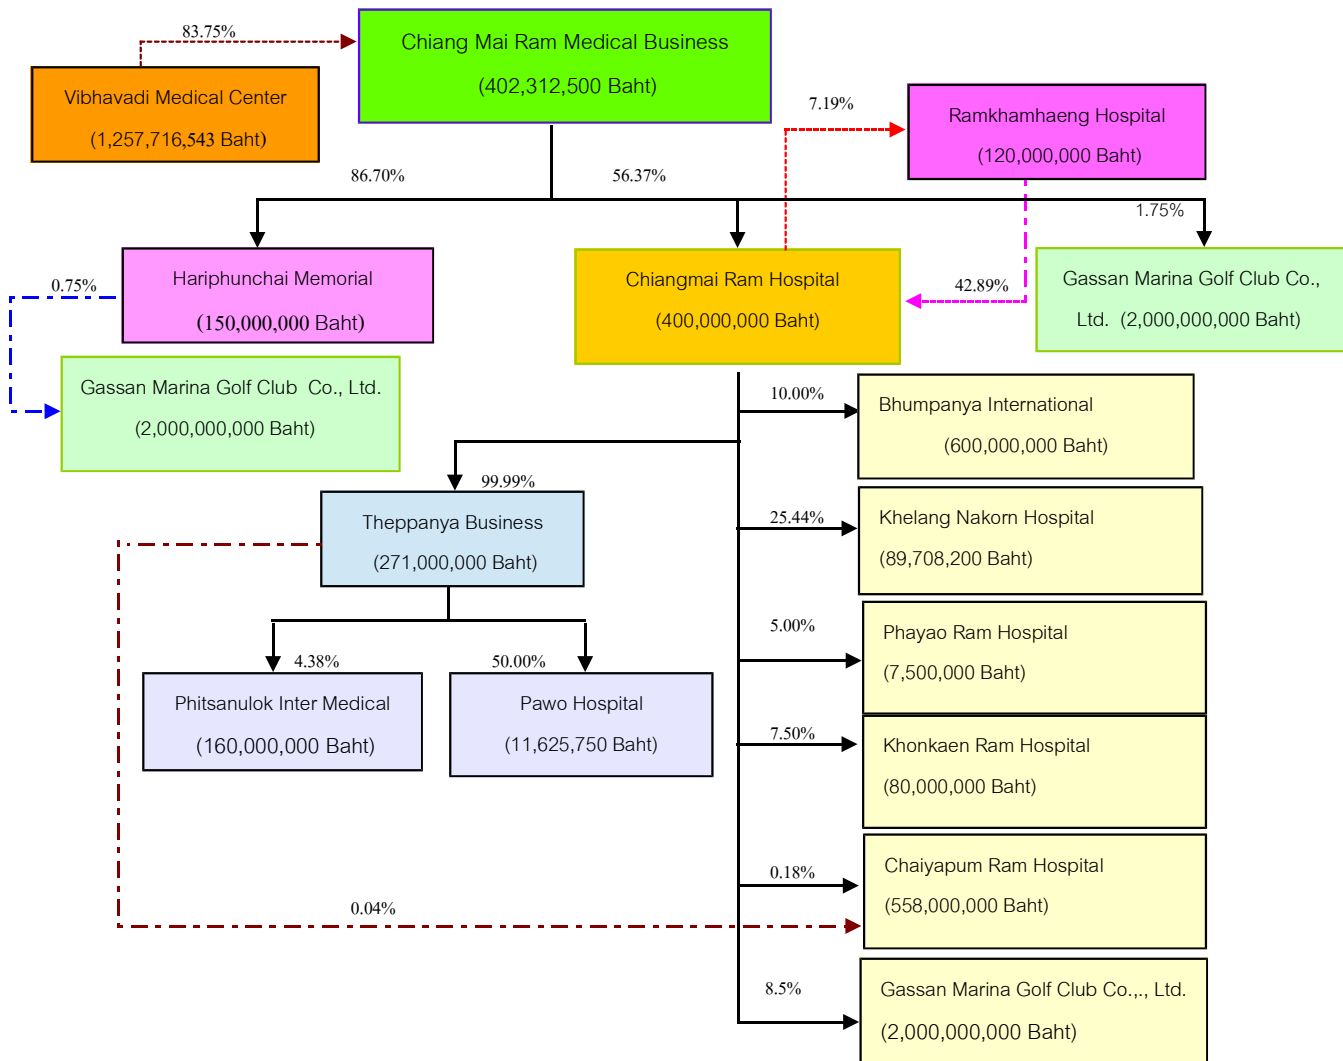 83.75%
Chiang Mai Ram Medical Business
(402,312,500 Baht)
Vibhavadi Medical Center
(1,257,716,543 Baht)
7.19%
Ramkhamhaeng Hospital
(120,000,000 Baht)
86.70%
56.37%
1.75%
Hariphunchai Memorial
(150,000,000 Baht)
0.75%
Chiangmai Ram Hospital
(400,000,000 Baht)
42.89%
Gassan Marina Golf Club Co.,
Ltd. (2,000,000,000 Baht)
Gassan Marina Golf Club Co., Ltd.
(2,000,000,000 Baht)
10.00%
Bhumpanya International
(600,000,000 Baht)
99.99%
Theppanya Business
(271,000,000 Baht)
25.44%
Khelang Nakorn Hospital
(89,708,200 Baht)
5.00%
Phayao Ram Hospital
(7,500,000 Baht)
4.38%
50.00%
Phitsanulok Inter Medical
(160,000,000 Baht)
Pawo Hospital
(11,625,750 Baht)
7.50%
Khonkaen Ram Hospital
(80,000,000 Baht)
0.18%
Chaiyapum Ram Hospital
(558,000,000 Baht)
0.04%
8.5%
Gassan Marina Golf Club Co.,., Ltd.
(2,000,000,000 Baht)